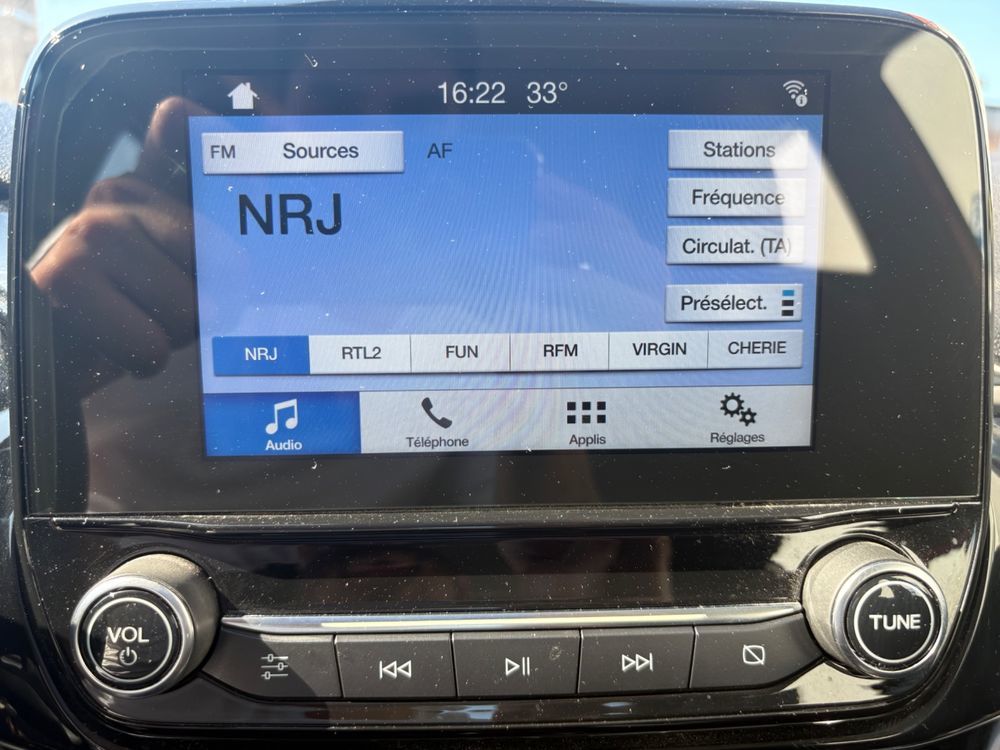 16:22 33°
FM Sources AF
Stations
NRJ
Fréquence
Circulat. (TA)
Présélect.
NRJ RTL2 FUN RFM VIRGIN CHERIE
Audio Téléphone Applis Réglages
VOL
TUNE